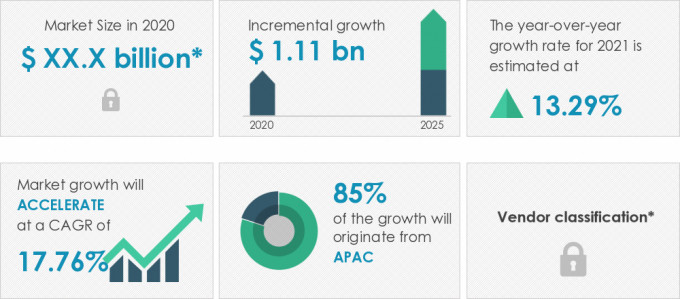 Market Size in 2020
$ XX.X billion*
Incremental growth
$ 1.11 bn
2020
2025
The year-over-year
growth rate for 2021 is
estimated at
13.29%
Market growth will
ACCELERATE
at a CAGR of
17.76%
85%
of the growth will
originate from
APAC
Vendor classification*